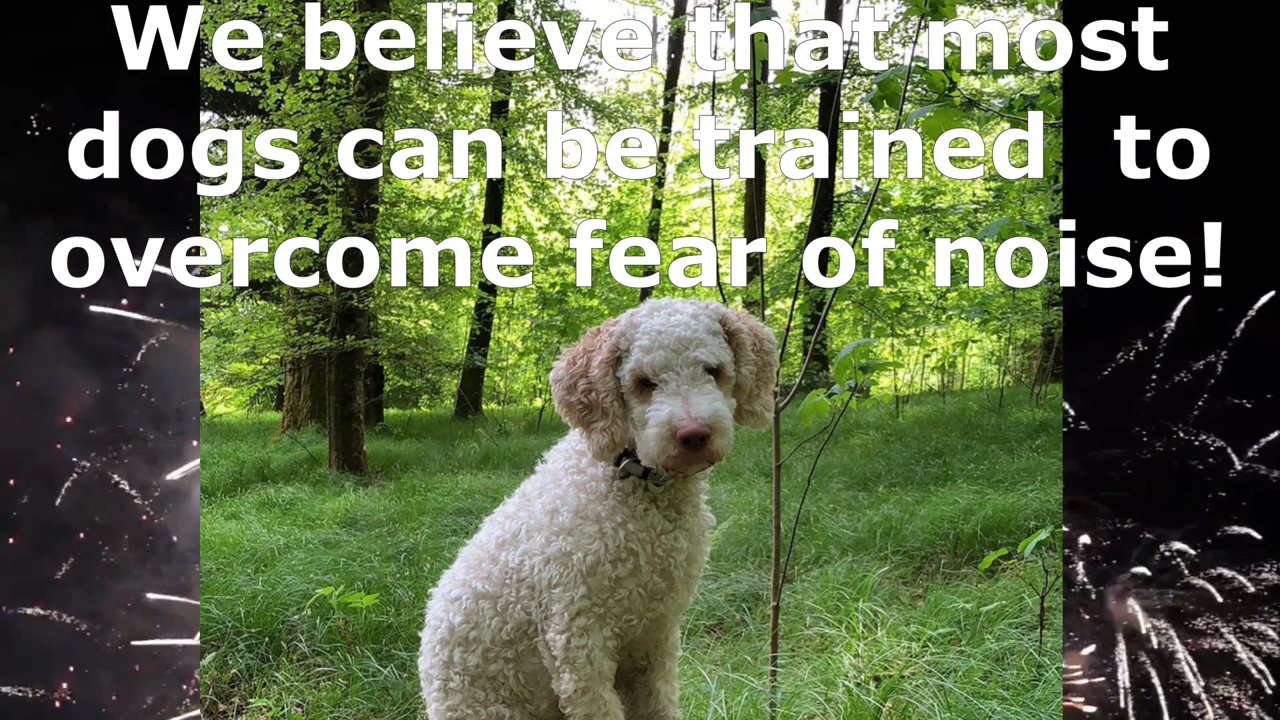 We believe that most
dogs can be trained  to
overcome fear of noise!